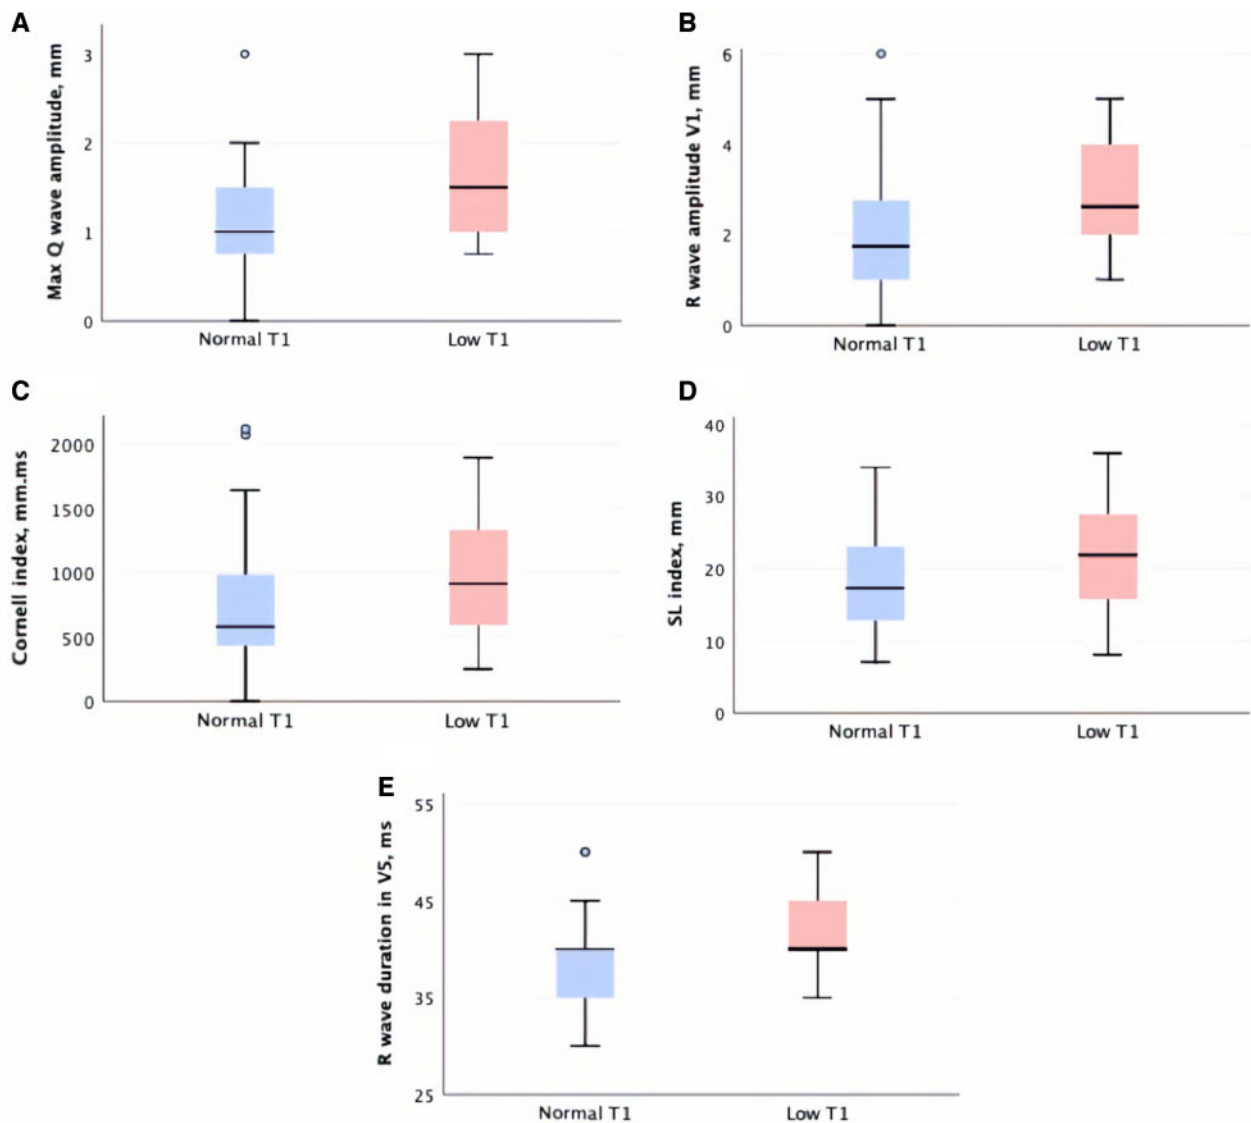 A
Max Q wave amplitude, mm
3
2
1
0
Normal T1
Low T1
B
R wave amplitude V1, mm
6
4
2
0
Normal T1
Low T1
C
Cornell index, mm.ms
2000
1500
1000
500
0
Normal T1
Low T1
D
SL index, mm
40
30
20
10
0
Normal T1
Low T1
E
R wave duration in V5, ms
55
45
35
25
Normal T1
Low T1